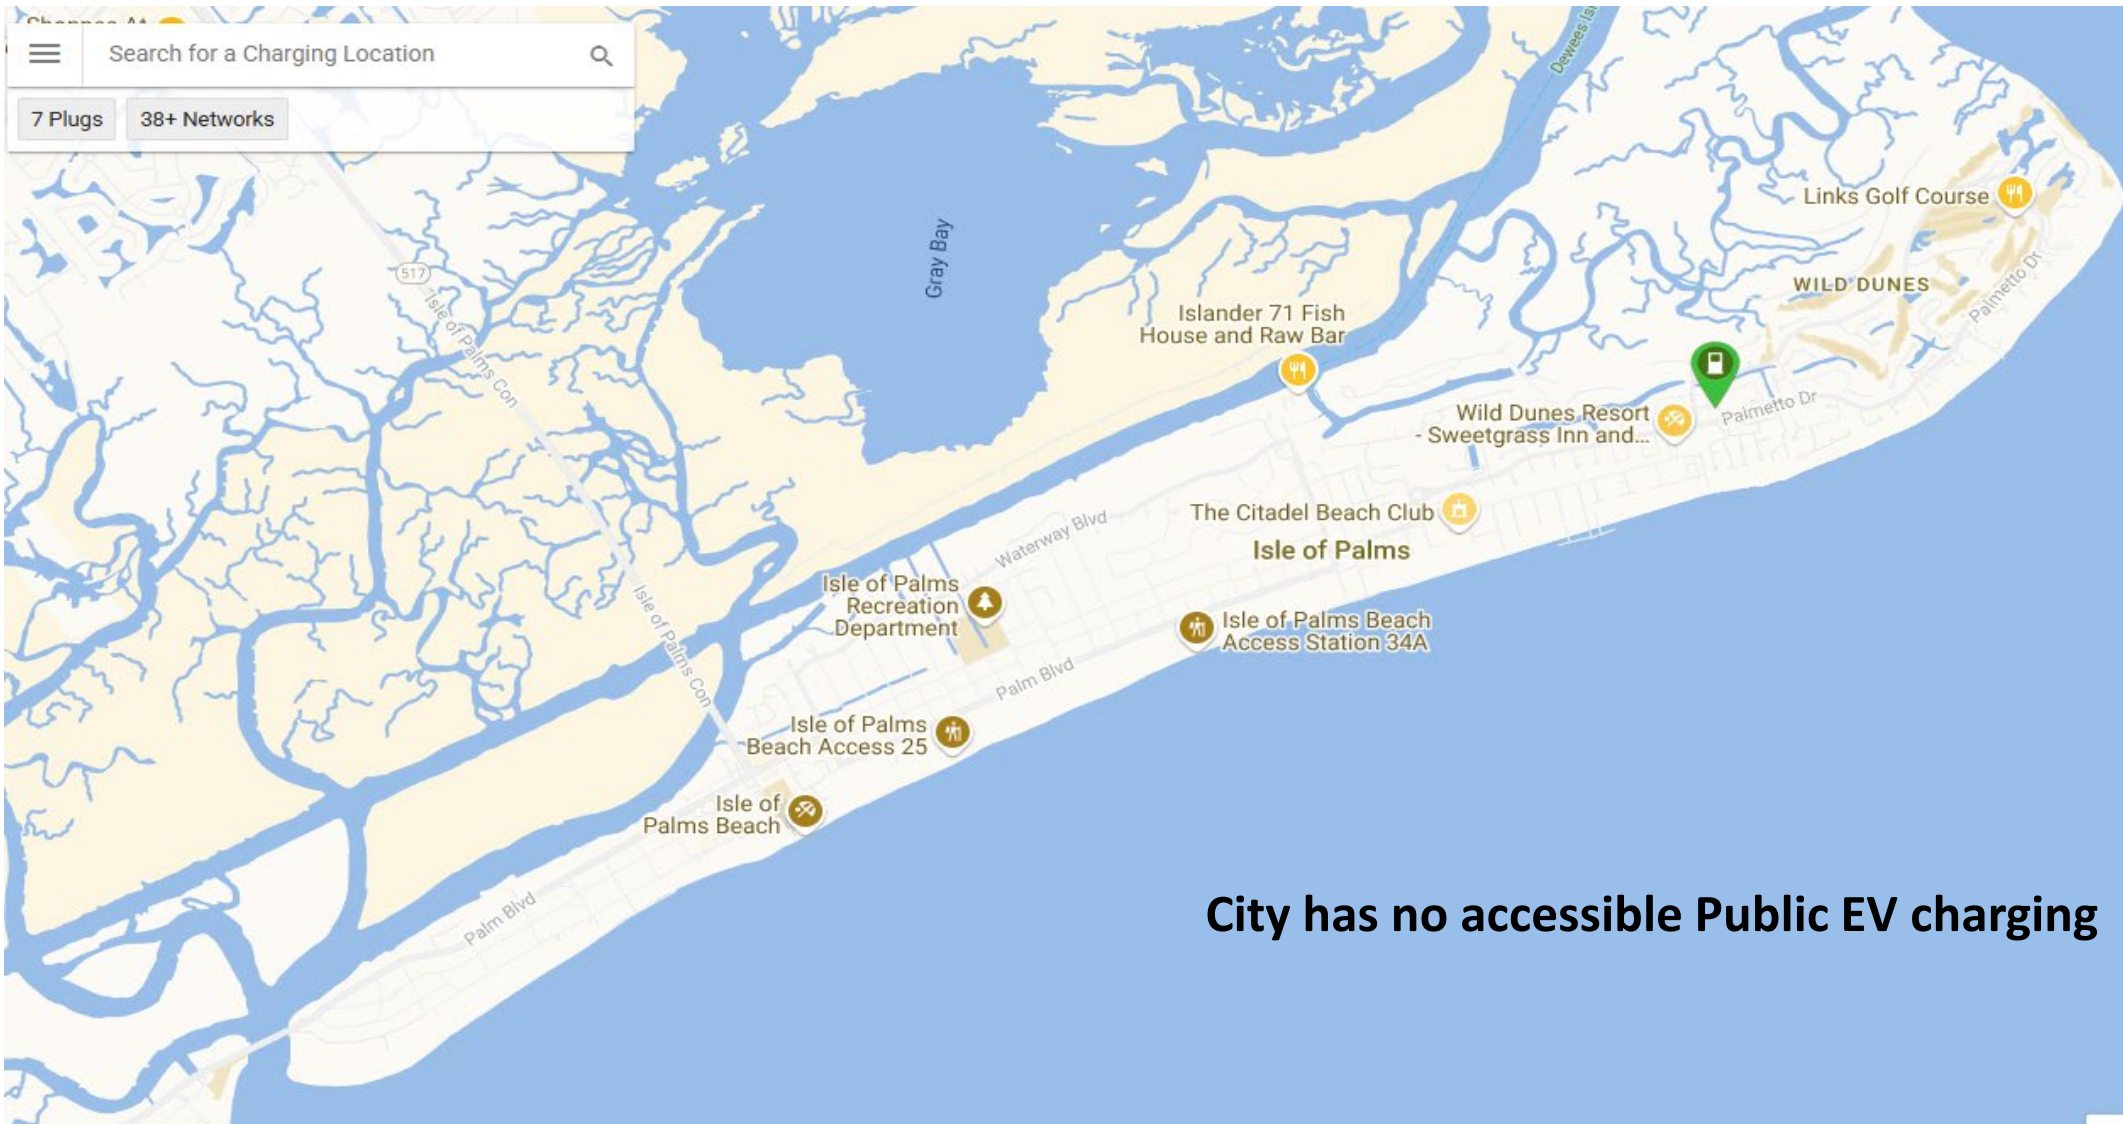 Search for a Charging Location
7 Plugs
38+ Networks
Gray Bay
517
Isle of Palms Con
Islander 71 Fish
House and Raw Bar
Links Golf Course
WILD DUNES
Palmetto Dr
Wild Dunes Resort
- Sweetgrass Inn and...
Palmetto Dr
The Citadel Beach Club
Isle of Palms
Waterway Blvd
Isle of Palms
Recreation
Department
Isle of Palms Con
Isle of Palms Beach
Access Station 34A
Palm Blvd
Isle of Palms
Beach Access 25
Isle of
Palms Beach
Palm Blvd
City has no accessible Public EV charging